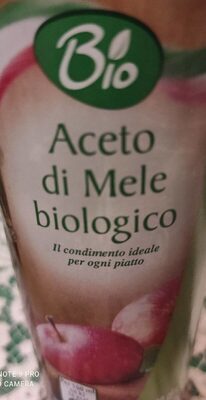 Bio
Aceto
di Mele
biologico
Il condimento ideale
per ogni piatto
NOTE 9 PRO
CAMERA